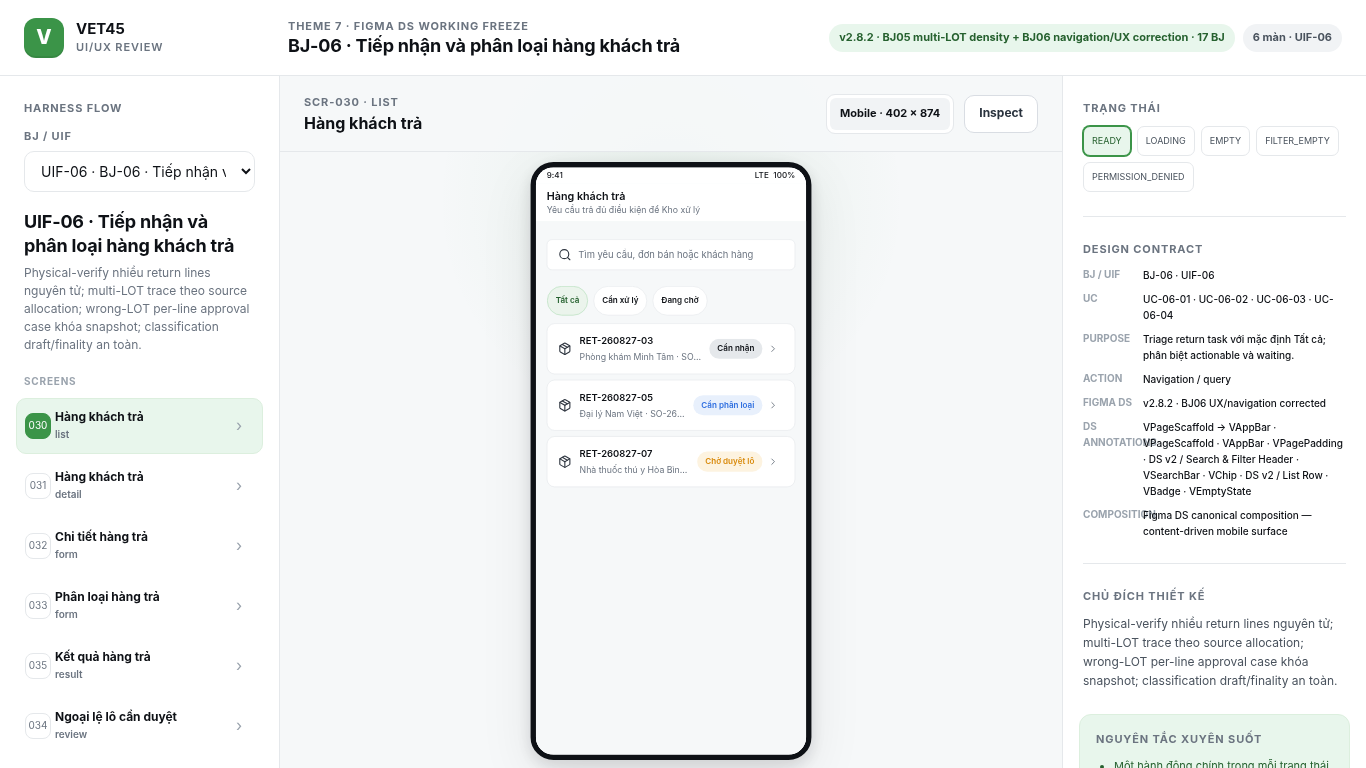 V
VET45
UI/UX REVIEW
THEME 7 · FIGMA DS WORKING FREEZE
BJ-06 · Tiếp nhận và phân loại hàng khách trả
v2.8.2 · BJ05 multi-LOT density + BJ06 navigation/UX correction · 17 BJ
6 màn · UIF-06
HARNESS FLOW
BJ / UIF
UIF-06 · BJ-06 · Tiếp nhận v
UIF-06 · Tiếp nhận và
phân loại hàng khách trả
Physical-verify nhiều return lines
nguyên tử; multi-LOT trace theo source
allocation; wrong-LOT per-line approval
case khóa snapshot; classification
draft/finality an toàn.
SCREENS
030
Hàng khách trả
list
031
Hàng khách trả
detail
032
Chi tiết hàng trả
form
033
Phân loại hàng trả
form
035
Kết quả hàng trả
result
034
Ngoại lệ lô cần duyệt
review
SCR-030 · LIST
Hàng khách trả
Mobile · 402 × 874
Inspect
9:41
LTE 100%
Hàng khách trả
Yêu cầu trả đủ điều kiện để Kho xử lý
Tìm yêu cầu, đơn bán hoặc khách hàng
Tất cả
Cần xử lý
Đang chờ
RET-260827-03
Phòng khám Minh Tâm · SO...
Cần nhận
RET-260827-05
Đại lý Nam Việt · SO-26...
Cần phân loại
RET-260827-07
Nhà thuốc thú y Hòa Bìn...
Chờ duyệt lô
TRẠNG THÁI
READY
LOADING
EMPTY
FILTER_EMPTY
PERMISSION_DENIED
DESIGN CONTRACT
BJ / UIF
BJ-06 · UIF-06
UC
UC-06-01 · UC-06-02 · UC-06-03 · UC-
06-04
PURPOSE
Triage return task với mặc định Tất cả;
phân biệt actionable và waiting.
ACTION
Navigation / query
FIGMA DS
v2.8.2 · BJ06 UX/navigation corrected
DS
ANNOTATION
VPageScaffold → VAppBar ·
VPageScaffold · VAppBar · VPagePadding
· DS v2 / Search & Filter Header ·
VSearchBar · VChip · DS v2 / List Row ·
VBadge · VEmptyState
COMPOSITION
Figma DS canonical composition —
content-driven mobile surface
CHỦ ĐÍCH THIẾT KẾ
Physical-verify nhiều return lines nguyên tử;
multi-LOT trace theo source allocation;
wrong-LOT per-line approval case khóa
snapshot; classification draft/finality an toàn.
NGUYÊN TẮC XUYÊN SUỐT
Một hành động chính trong mỗi trạng thái